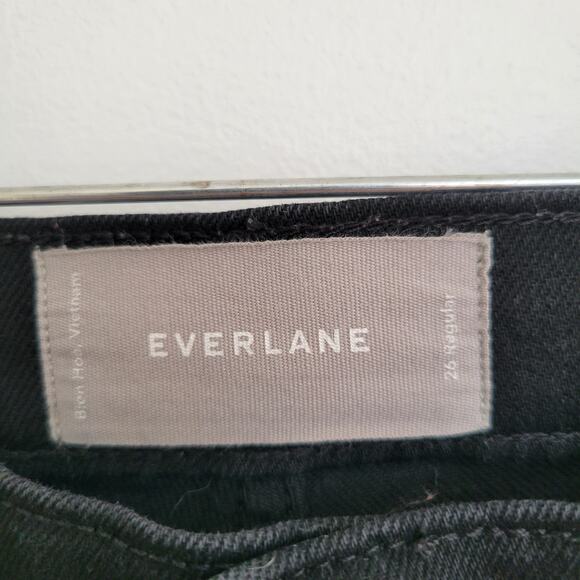 Bien Hoa, Vietnam
EVERLANE
26 Regular